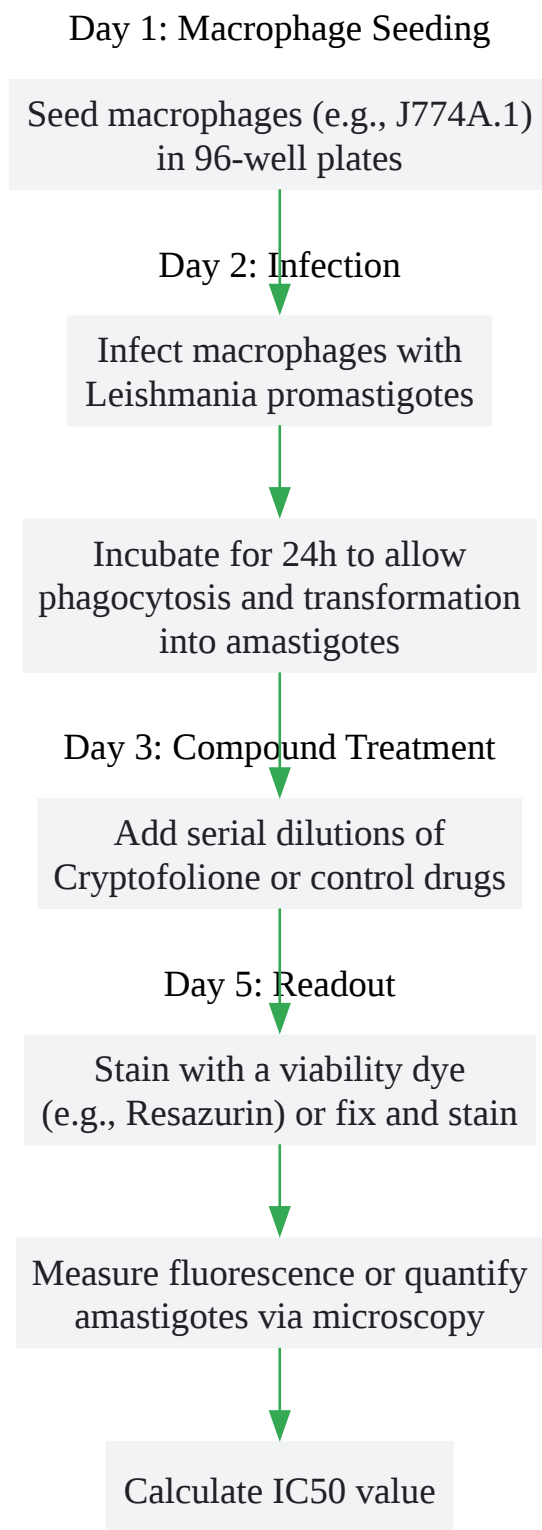 Day 1: Macrophage Seeding
Seed macrophages (e.g., J774A.1)
in 96-well plates
Day 2: Infection
Infect macrophages with
Leishmania promastigotes
Incubate for 24h to allow
phagocytosis and transformation
into amastigotes
Day 3: Compound Treatment
Add serial dilutions of
Cryptofolione or control drugs
Day 5: Readout
Stain with a viability dye
(e.g., Resazurin) or fix and stain
Measure fluorescence or quantify
amastigotes via microscopy
Calculate IC50 value